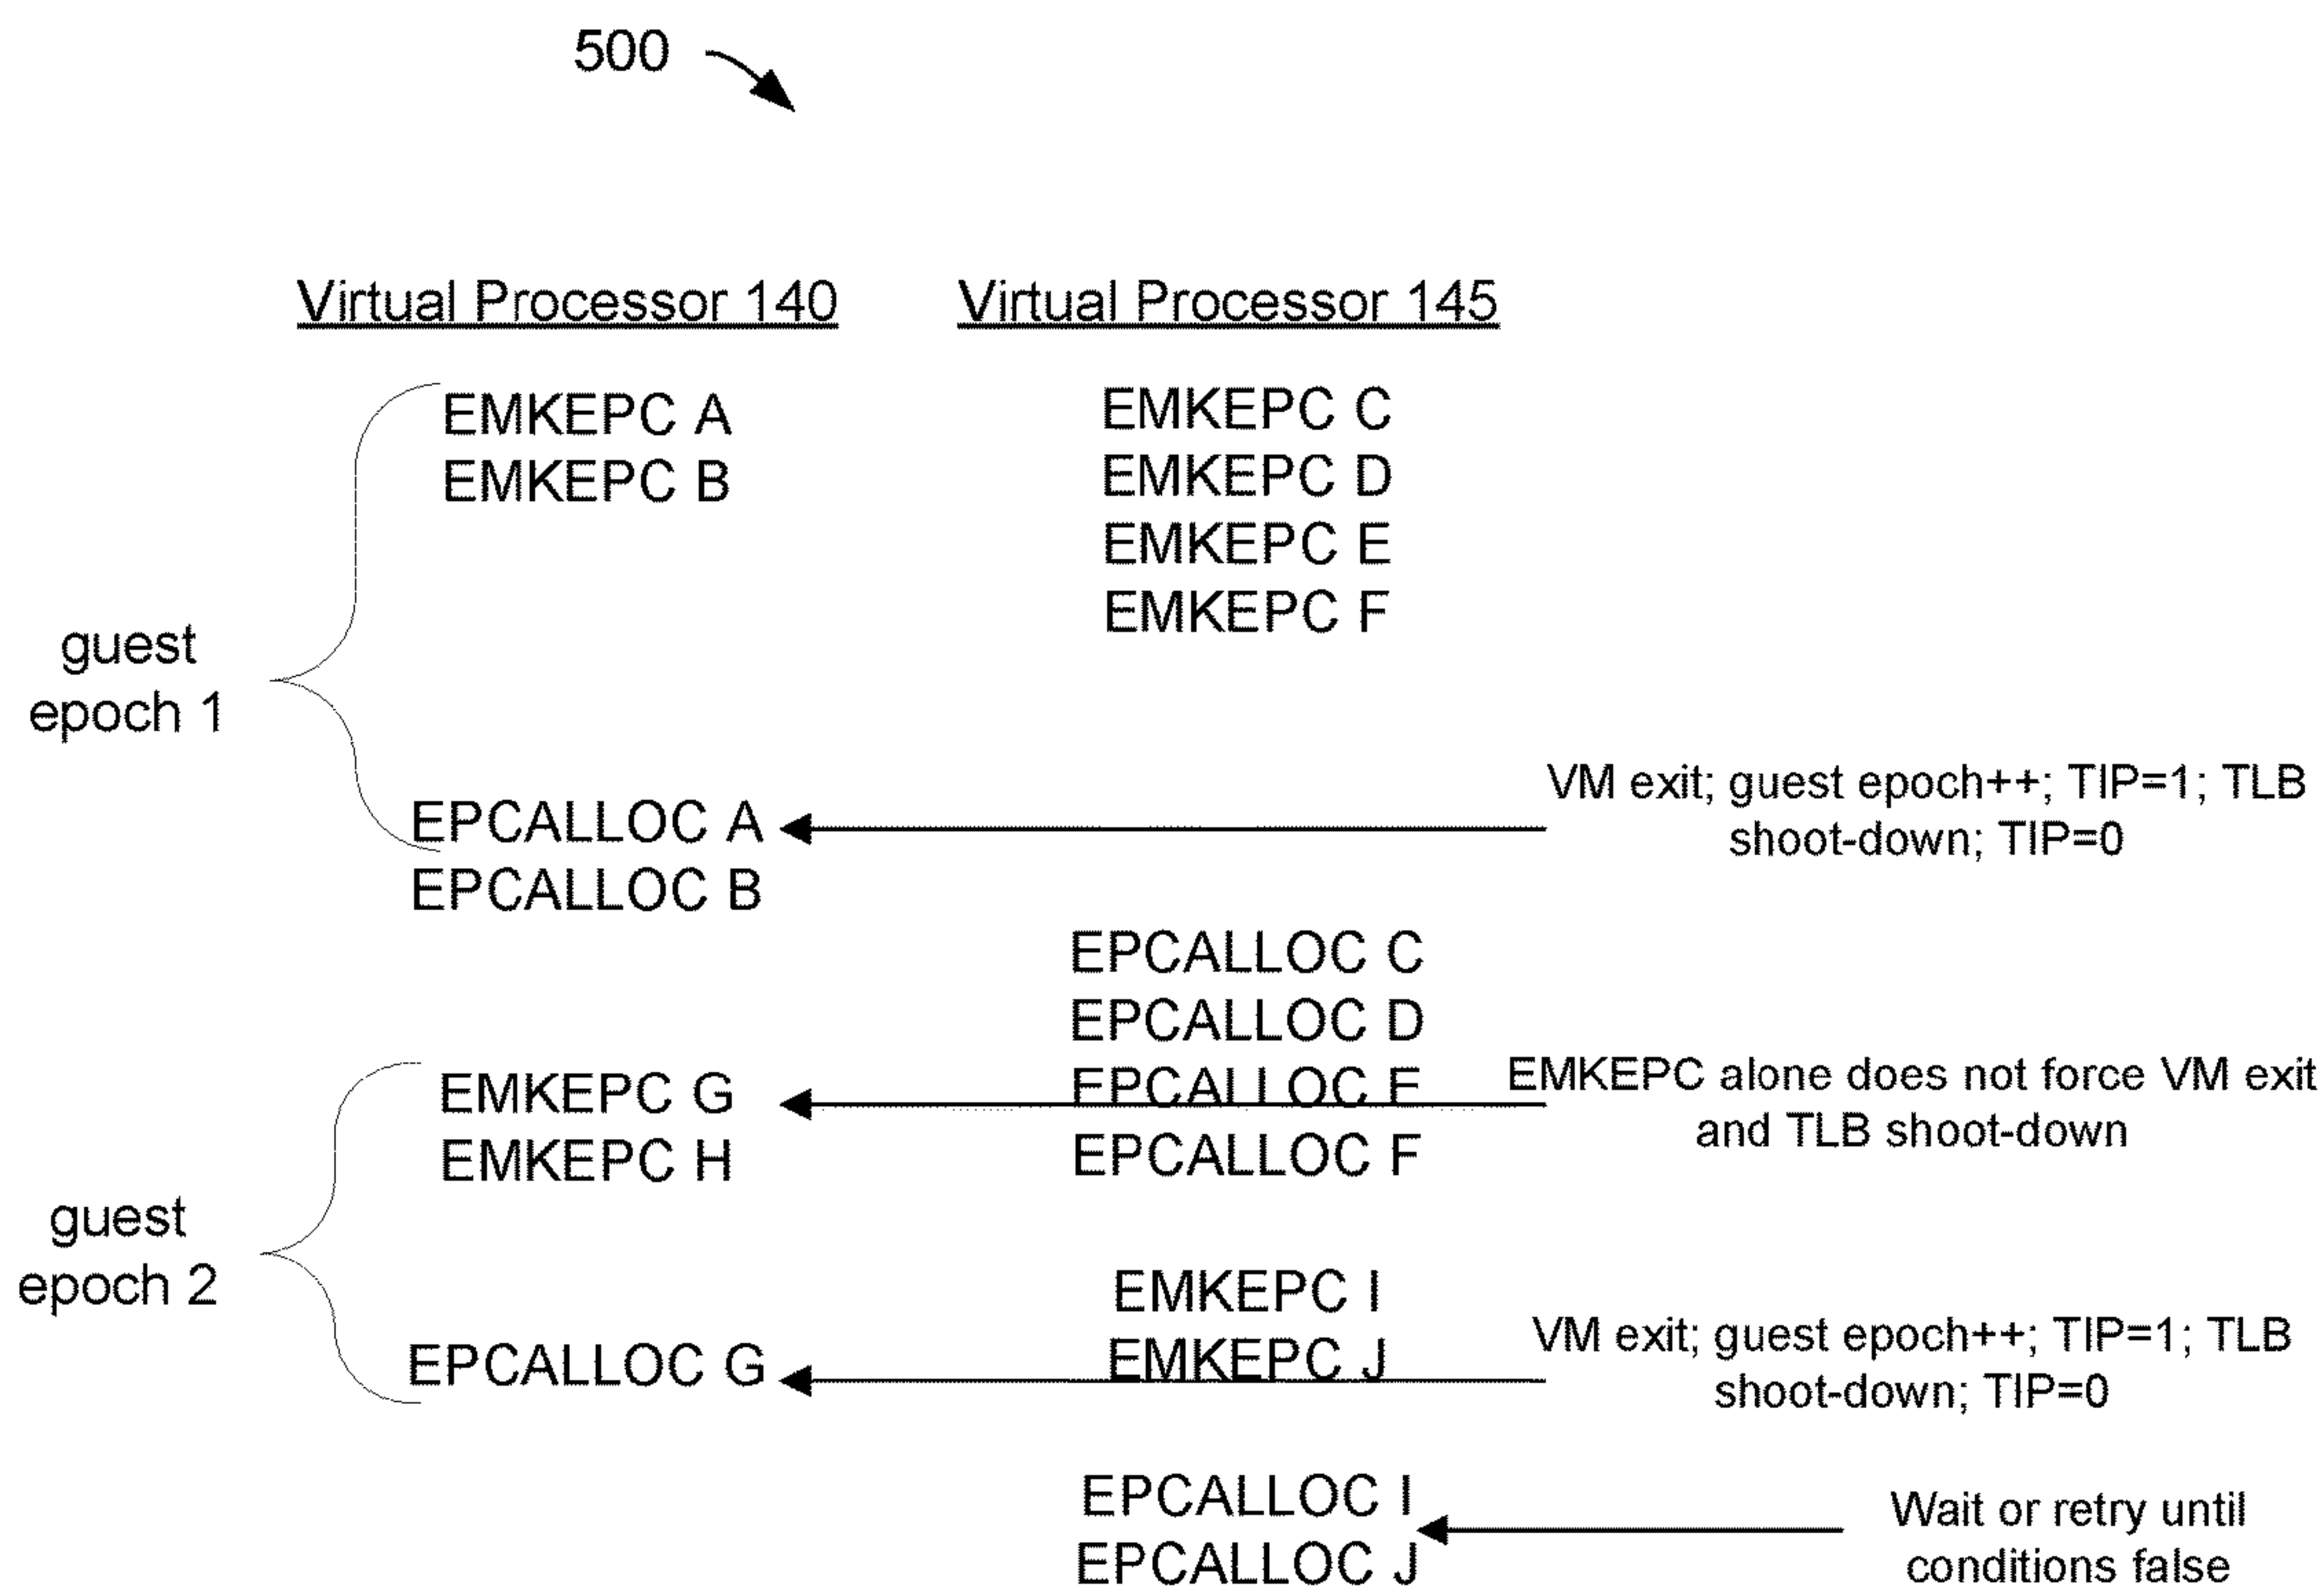 500
Virtual Processor 140
Virtual Processor 145
EMKEPC A
EMKEPC C
EMKEPC B
EMKEPC D
EMKEPC E
EMKEPC F
guest
epoch 1
VM exit; guest epoch++; TIP=1; TLB
shoot-down; TIP=0
EPCALLOC A
EPCALLOC B
EPCALLOC C
EPCALLOC D
EMKEPC G
EPCALLOC E
EMKEPC alone does not force VM exit
and TLB shoot-down
EMKEPC H
EPCALLOC F
guest
epoch 2
EMKEPC I
EMKEPC J
VM exit; guest epoch++; TIP=1; TLB
shoot-down; TIP=0
EPCALLOC G
EPCALLOC I
EPCALLOC J
Wait or retry until
conditions false